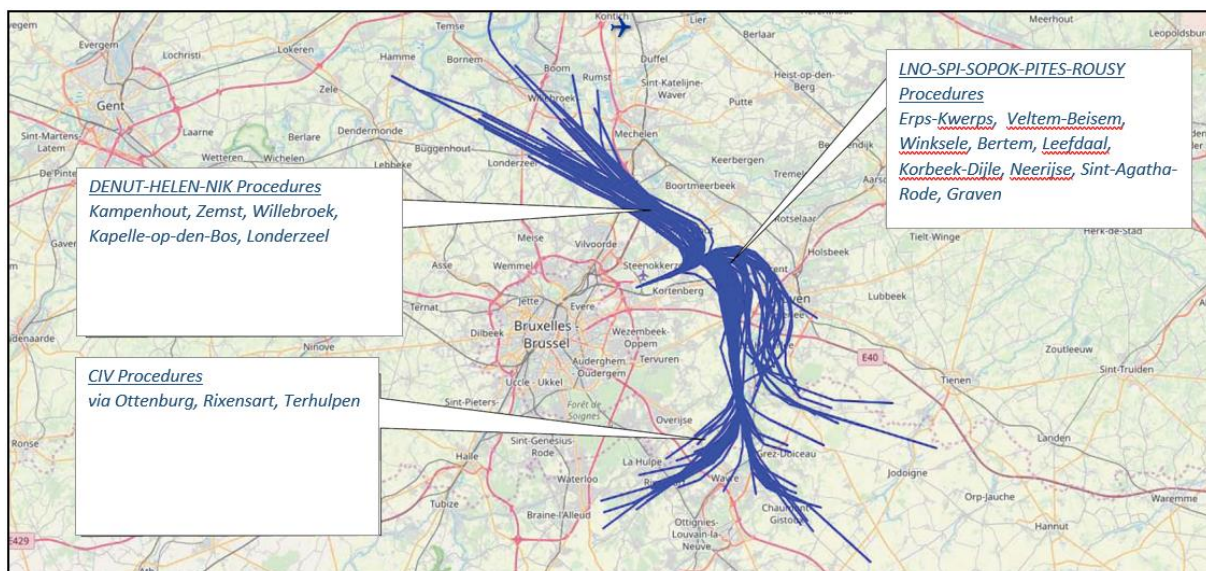 Kontich
Lier
Meerhout
Temse
Evergem
Lochristi
Lokeren
Hamme
Bornem
Boom
Rumst
Duffel
Berlaar
Leopoldsburg
Zele
Willebroek
Sint-Katelijne-
Waver
Heist-op-den-
Berg
Gent
Putte
Laarne
Berlare
Dendermonde
Mechelen
Sint-Martens-
Latem
Wetteren
Wichelen
Lebbeke
Buggenhout
Londerzeel
Keerbergen
Boortmeerbeek
Rotselaar
Tielt-Winge
Herk-de-Stad
Holsbeek
LNO-SPI-SOPOK-PITES-ROUSY
Procedures
Erps-Kwerps, Veltem-Beisem,
Winksele, Bertem, Leefdaal,
Korbeek-Dijle, Neerijse, Sint-Agatha-
Rode, Graven
DENUT-HELEN-NIK Procedures
Kampenhout, Zemst, Willebroek,
Kapelle-op-den-Bos, Londerzeel
Meise
Vilvoorde
Asse
Wemmel
Kortenberg
Lubbeek
Ternat
Jette
Evere
Bruxelles -
Brussel
Wezembeek-
Oppem
Dilbeek
Ninove
Auderghem -
Oudergem
Tervuren
E40
Zoutleeuw
Sint-Truiden
Tienen
Uccle - Ukkel
Forêt de
Soignes
Sint-Pieters-
Overijse
Landen
CIV Procedures
via Ottenburg, Rixensart, Terhulpen
Ronse
Halle
Sint-Genesius-
Rode
La Hulpe
Grez-Doiceau
Jodoigne
Waterloo
Wavre
Orp-Jauche
Waremme
Tubize
Braine-l'Alleud
Ottignies-
Louvain-la-
Neuve
Hannut
E429